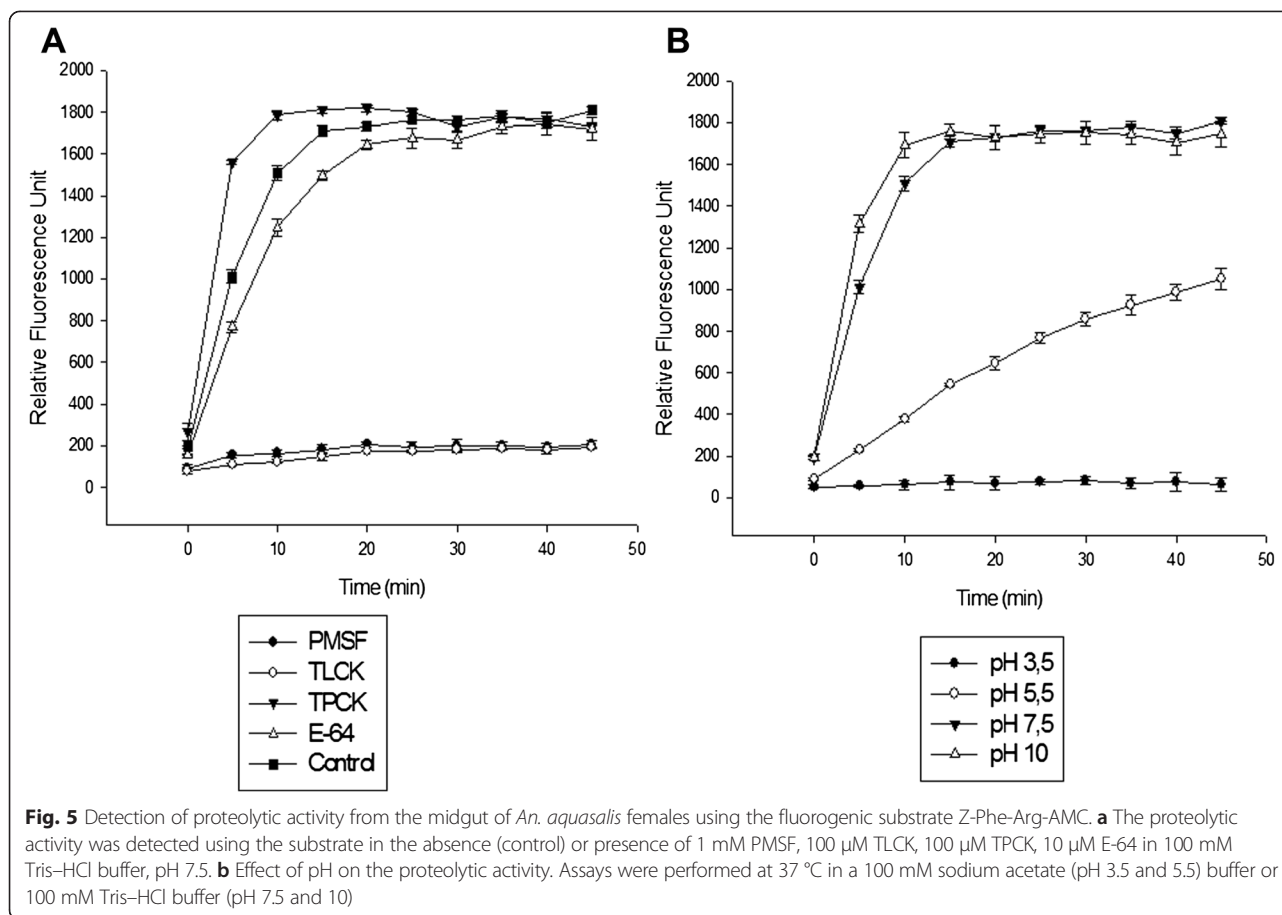 A
B
2000
1800
1600
1400
1200
1000
800
600
400
200
0
Relative Fluorescence Unit
0 10 20 30 40 50
Time (min)
PMSF
TLCK
TPCK
E-64
Control
2000
1800
1600
1400
1200
1000
800
600
400
200
0
Relative Fluorescence Unit
0 10 20 30 40 50
Time (min)
pH 3,5
pH 5,5
pH 7,5
pH 10
Fig. 5 Detection of proteolytic activity from the midgut of An. aquasalis females using the fluorogenic substrate Z-Phe-Arg-AMC. a The proteolytic
activity was detected using the substrate in the absence (control) or presence of 1 mM PMSF, 100 μM TLCK, 100 μM TPCK, 10 μM E-64 in 100 mM
Tris–HCl buffer, pH 7.5. b Effect of pH on the proteolytic activity. Assays were performed at 37 °C in a 100 mM sodium acetate (pH 3.5 and 5.5) buffer or
100 mM Tris–HCl buffer (pH 7.5 and 10)